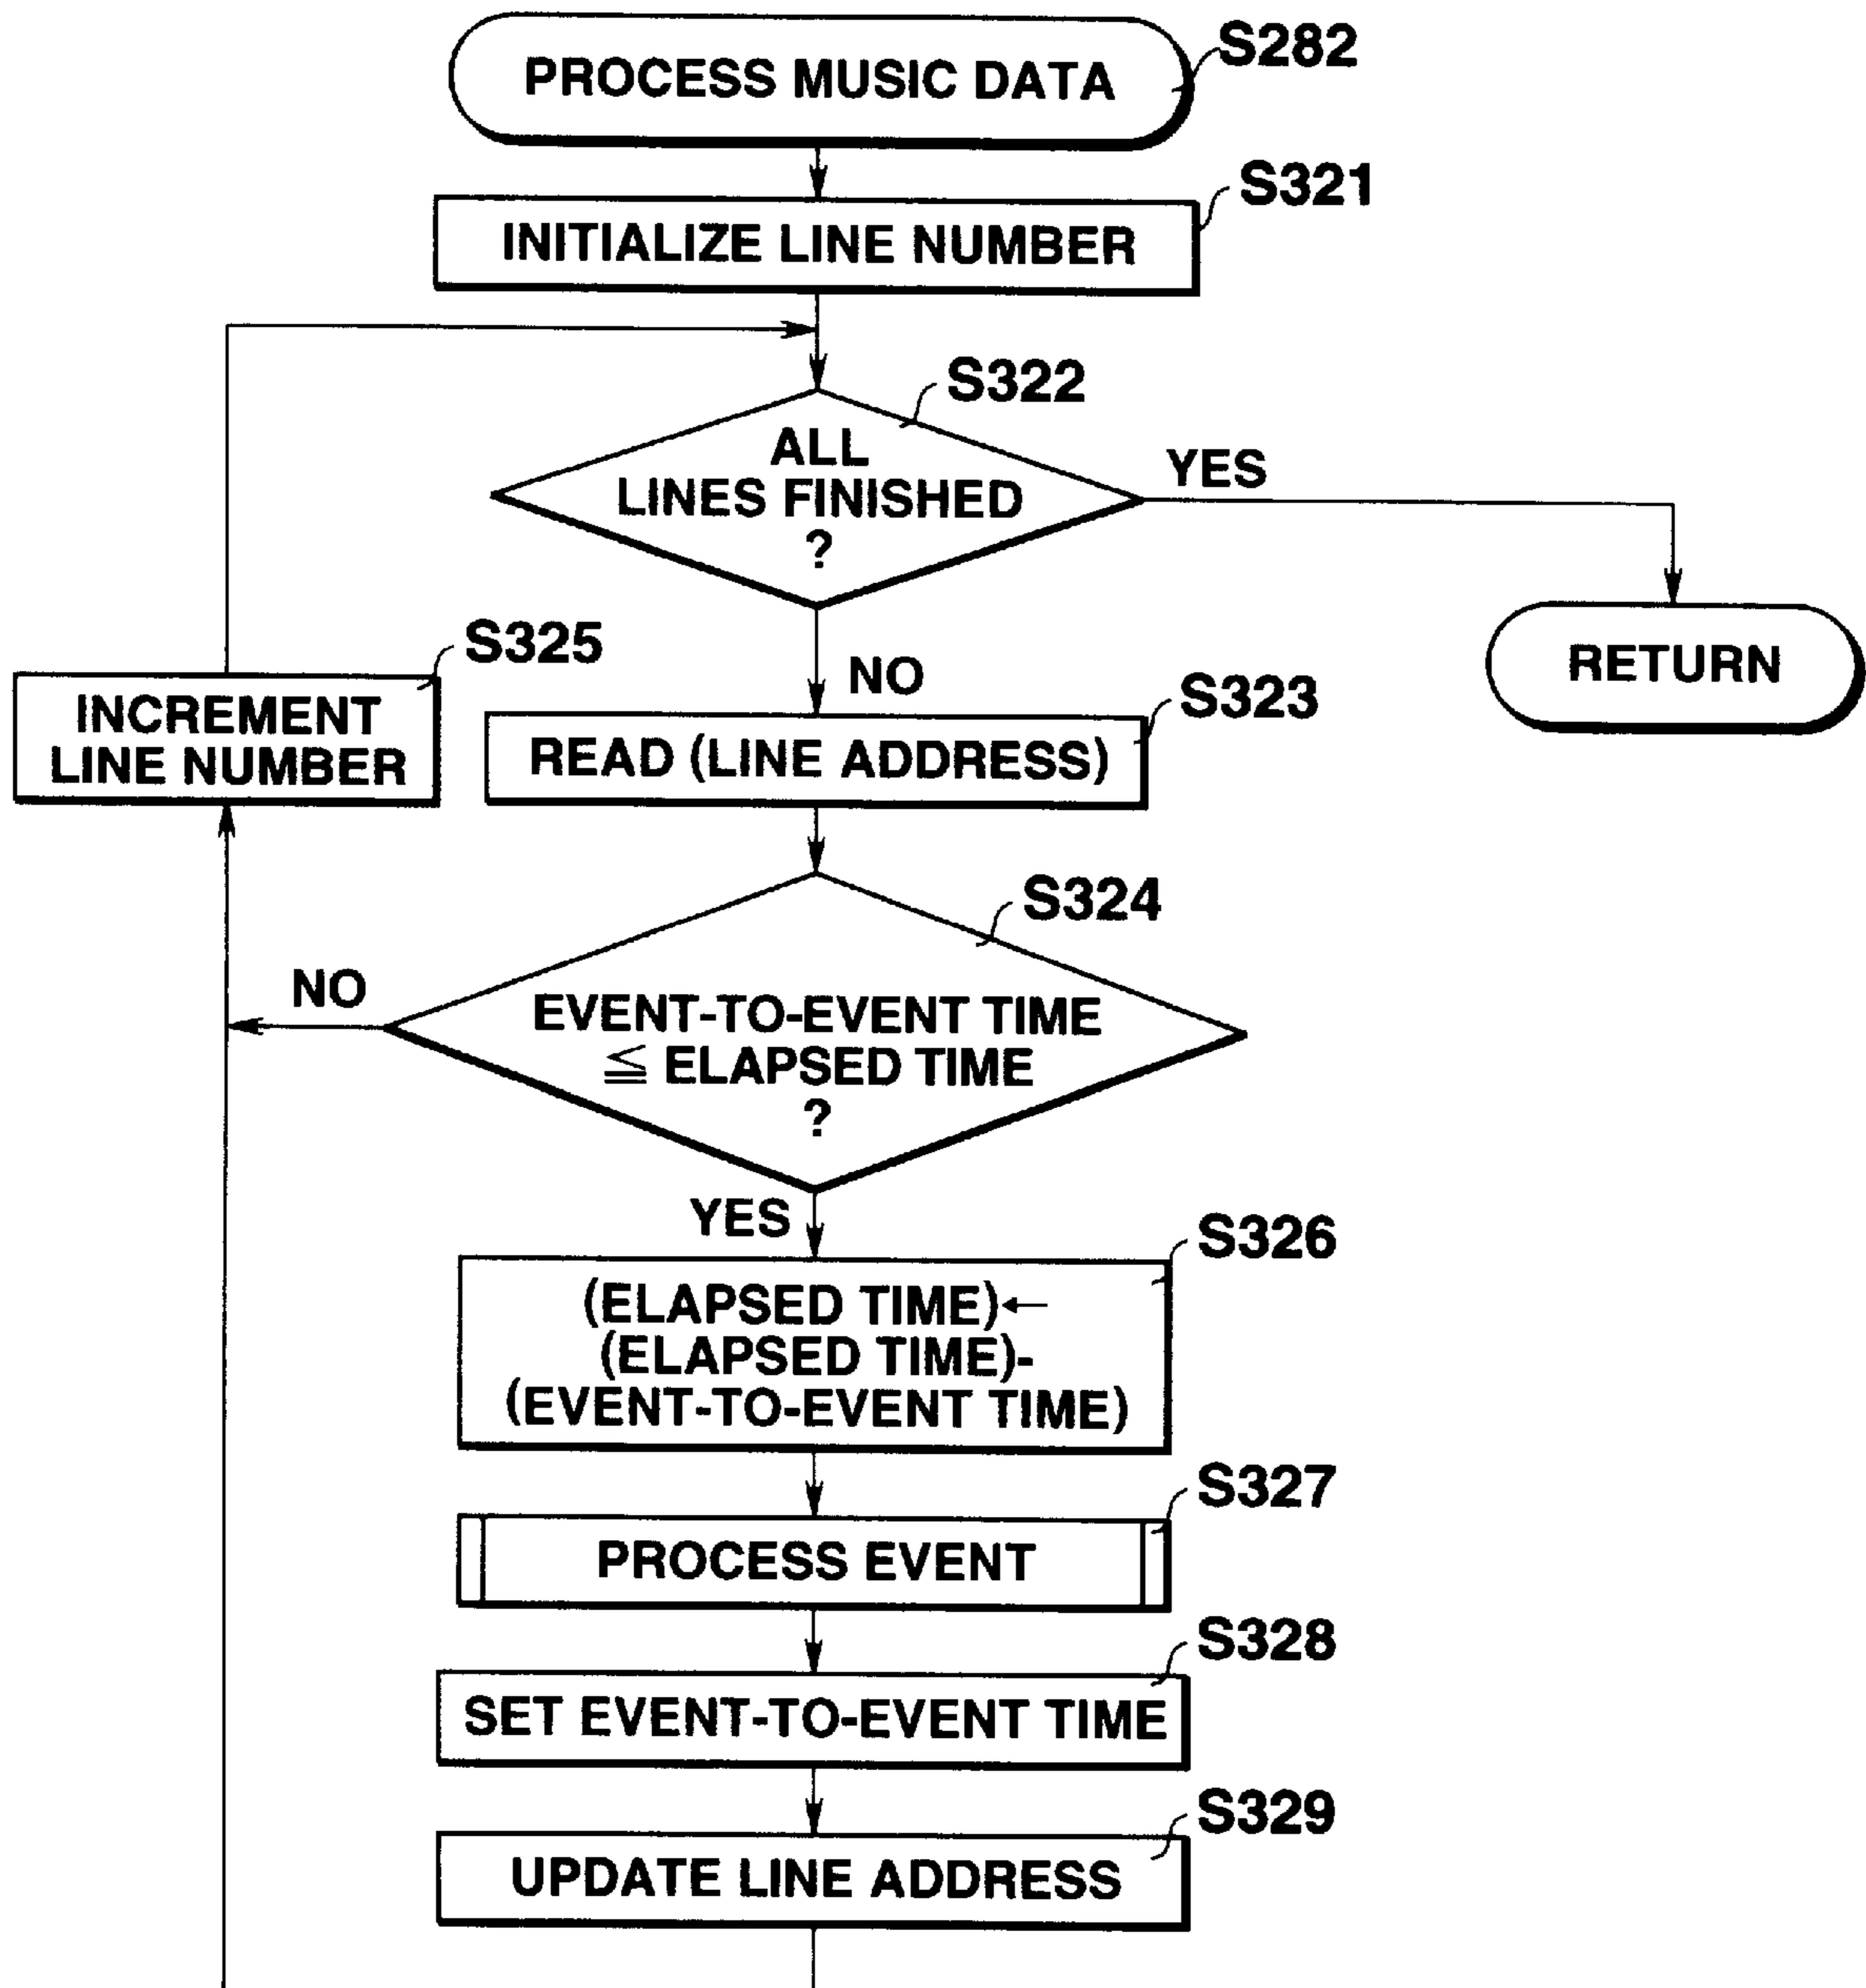 PROCESS MUSIC DATA
S282
INITIALIZE LINE NUMBER
S321
S322
ALL
LINES FINISHED
?
YES
RETURN
NO
S325
INCREMENT
LINE NUMBER
S323
READ (LINE ADDRESS)
S324
EVENT-TO-EVENT TIME
≦ ELAPSED TIME
?
NO
YES
S326
(ELAPSED TIME)←
(ELAPSED TIME)-
(EVENT-TO-EVENT TIME)
S327
PROCESS EVENT
S328
SET EVENT-TO-EVENT TIME
S329
UPDATE LINE ADDRESS